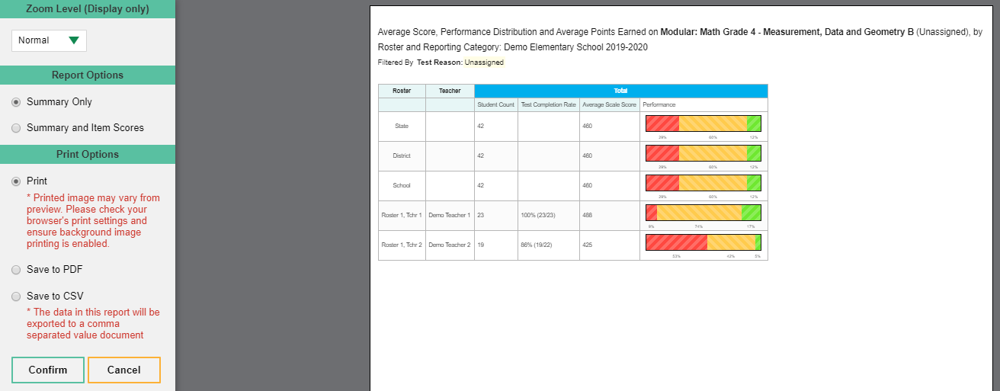 Zoom Level (Display only)
Normal
Report Options
Summary Only
Summary and Item Scores
Print Options
Print
* Printed image may vary from
preview. Please check your
browser's print settings and
ensure background image
printing is enabled.
Save to PDF
Save to CSV
* The data in this report will be
exported to a comma
separated value document
Confirm Cancel
Average Score, Performance Distribution and Average Points Earned on Modular: Math Grade 4 - Measurement, Data and Geometry B (Unassigned), by
Roster and Reporting Category: Demo Elementary School 2019-2020
Filtered By Test Reason: Unassigned
Roster Teacher Total
Student Count Test Completion Rate Average Scale Score Performance
State 42 460
29% 60% 12%
District 42 460
29% 60% 12%
School 42 460
29% 60% 12%
Roster 1, Tchr 1 Demo Teacher 1 23 100% (23/23) 488
9% 74% 17%
Roster 1, Tchr 2 Demo Teacher 2 19 86% (19/22) 425
53% 42% 5%